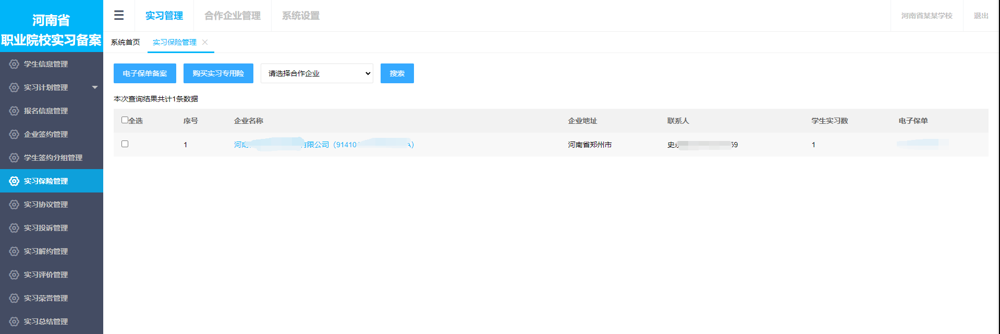 河南省
职业院校实习备案
实习管理
合作企业管理
系统设置
河南省某某学校
退出
系统首页
实习保险管理
学生信息管理
实习计划管理
报名信息管理
企业签约管理
学生签约分组管理
实习保险管理
实习协议管理
实习投诉管理
实习解约管理
实习评价管理
实习荣誉管理
实习总结管理
电子保单备案
购买实习专用险
请选择合作企业
搜索
本次查询结果共计1条数据
全选 序号 企业名称 企业地址 联系人 学生实习数 电子保单
1 河南 有限公司（91410 A） 河南省郑州市 史 59 1